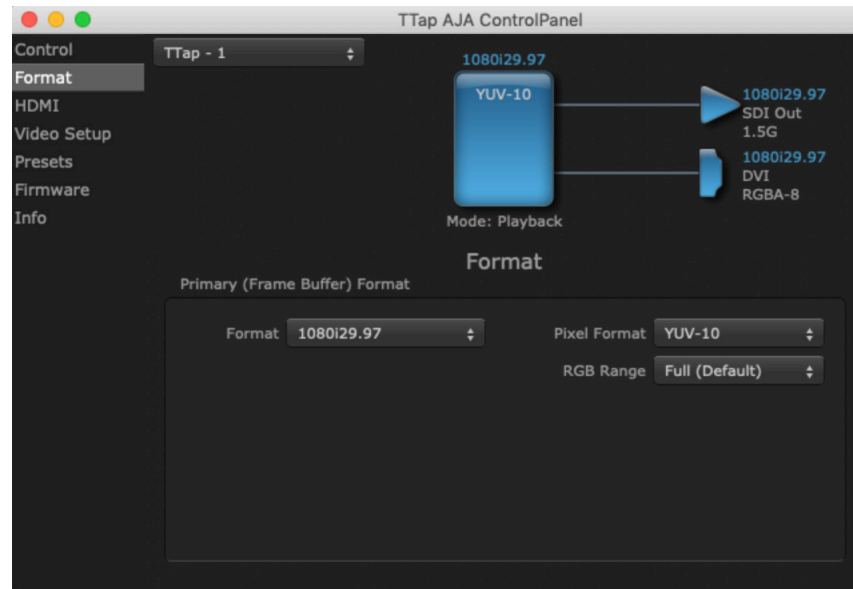 TTap AJA ControlPanel
Control
Format
HDMI
Video Setup
Presets
Firmware
Info
TTap - 1
1080i29.97
YUV-10
Mode: Playback
1080i29.97
SDI Out
1.5G
1080i29.97
DVI
RGBA-8
Format
Primary (Frame Buffer) Format
Format 1080i29.97
Pixel Format YUV-10
RGB Range Full (Default)